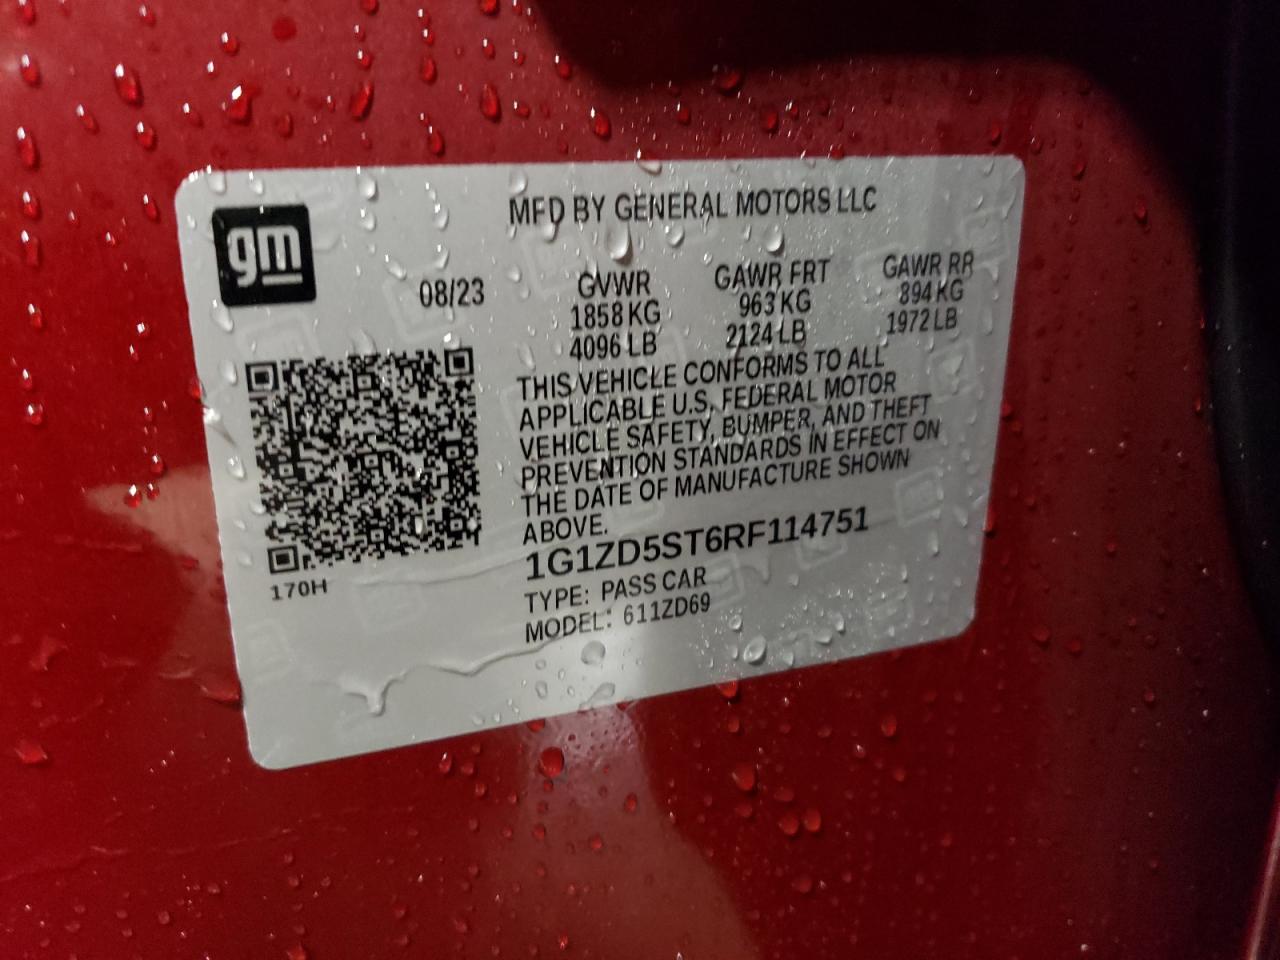 MFD BY GENERAL MOTORS LLC
gm
08/23
GVWR GAWR FRT GAWR RR
1858 KG 963 KG 894 KG
4096 LB 2124 LB 1972 LB
THIS VEHICLE CONFORMS TO ALL
APPLICABLE U.S. FEDERAL MOTOR
VEHICLE SAFETY, BUMPER, AND THEFT
PREVENTION STANDARDS IN EFFECT ON
THE DATE OF MANUFACTURE SHOWN
ABOVE.
1G1ZD5ST6RF114751
170H
TYPE: PASS CAR
MODEL: 611ZD69